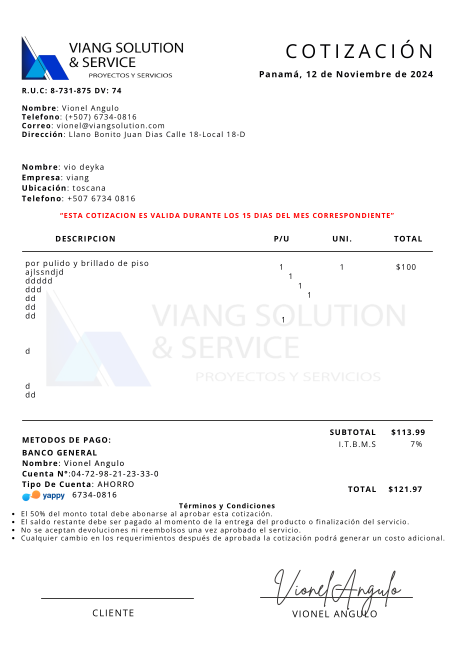 VIANG SOLUTION
& SERVICE
PROYECTOS Y SERVICIOS
COTIZACIÓN
Panamá, 12 de Noviembre de 2024
R.U.C: 8-731-875 DV: 74
Nombre: Vionel Angulo
Telefono: (+507) 6734-0816
Correo: vionel@viangsolution.com
Dirección: Llano Bonito Juan Dias Calle 18-Local 18-D
Nombre: vio deyka
Empresa: viang
Ubicación: toscana
Telefono: +507 6734 0816
"ESTA COTIZACION ES VALIDA DURANTE LOS 15 DIAS DEL MES CORRESPONDIENTE"
DESCRIPCION P/U UNI. TOTAL
por pulido y brillado de piso 1 1 $100
ajlssndjd 1
ddddd 1
ddd 1
dd
dd
dd 1
d
d
dd
VIANG SOLUTION
& SERVICE
PROYECTOS Y SERVICIOS
SUBTOTAL $113.99
I.T.B.M.S 7%
METODOS DE PAGO:
BANCO GENERAL
Nombre: Vionel Angulo
Cuenta N°:04-72-98-21-23-33-0
Tipo De Cuenta: AHORRO
yappy 6734-0816
TOTAL $121.97
Términos y Condiciones
• El 50% del monto total debe abonarse al aprobar esta cotización.
• El saldo restante debe ser pagado al momento de la entrega del producto o finalización del servicio.
• No se aceptan devoluciones ni reembolsos una vez aprobado el servicio.
• Cualquier cambio en los requerimientos después de aprobada la cotización podrá generar un costo adicional.
Vionel Angulo
CLIENTE
VIONEL ANGULO